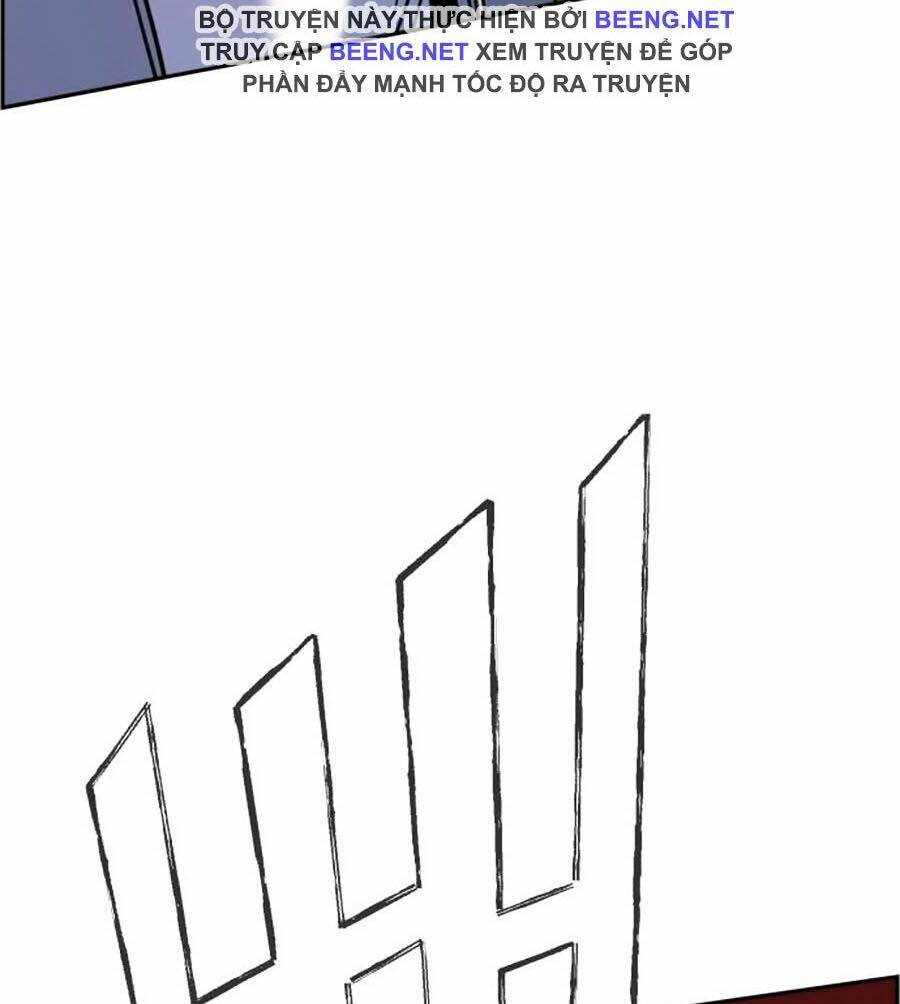 BỘ TRUYỆN NÀY THỰC HIỆN BỞI BEENG.NET
TRUY CẬP BEENG.NET XEM TRUYỆN ĐỂ GÓP
PHẦN ĐẨY MẠNH TỐC ĐỘ RA TRUYỆN